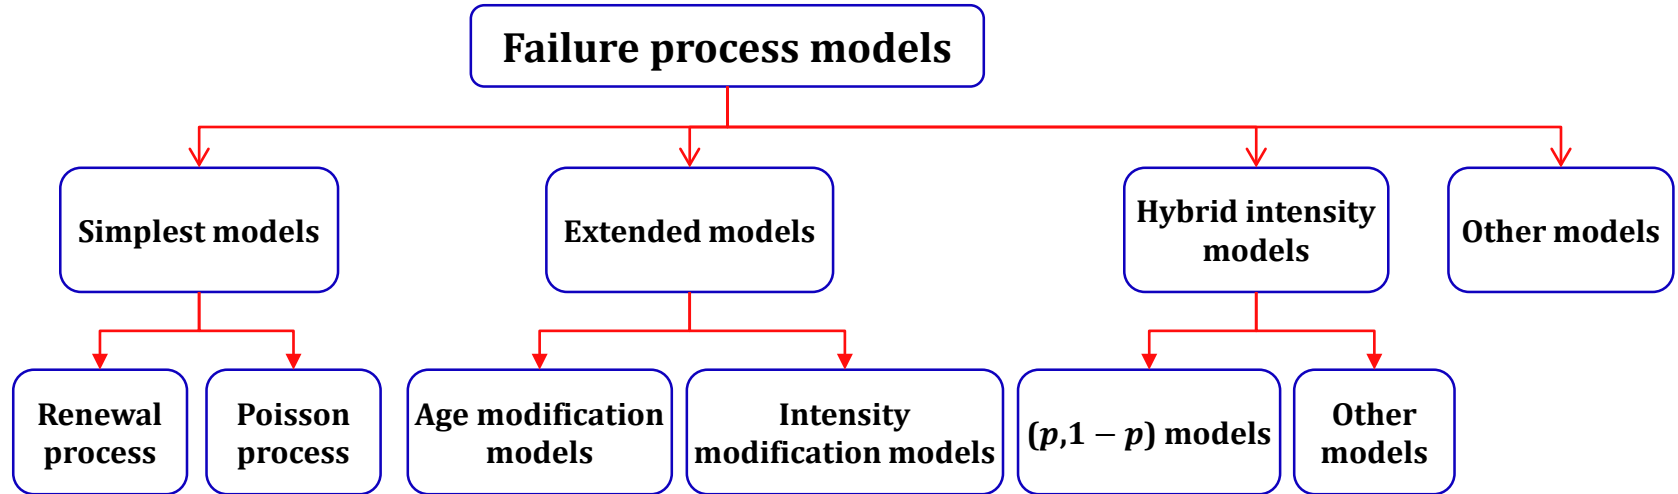 Failure process models
Simplest models
Extended models
Hybrid intensity
models
Other models
Renewal
process
Poisson
process
Age modification
models
Intensity
modification models
(p,1 − p) models
Other
models